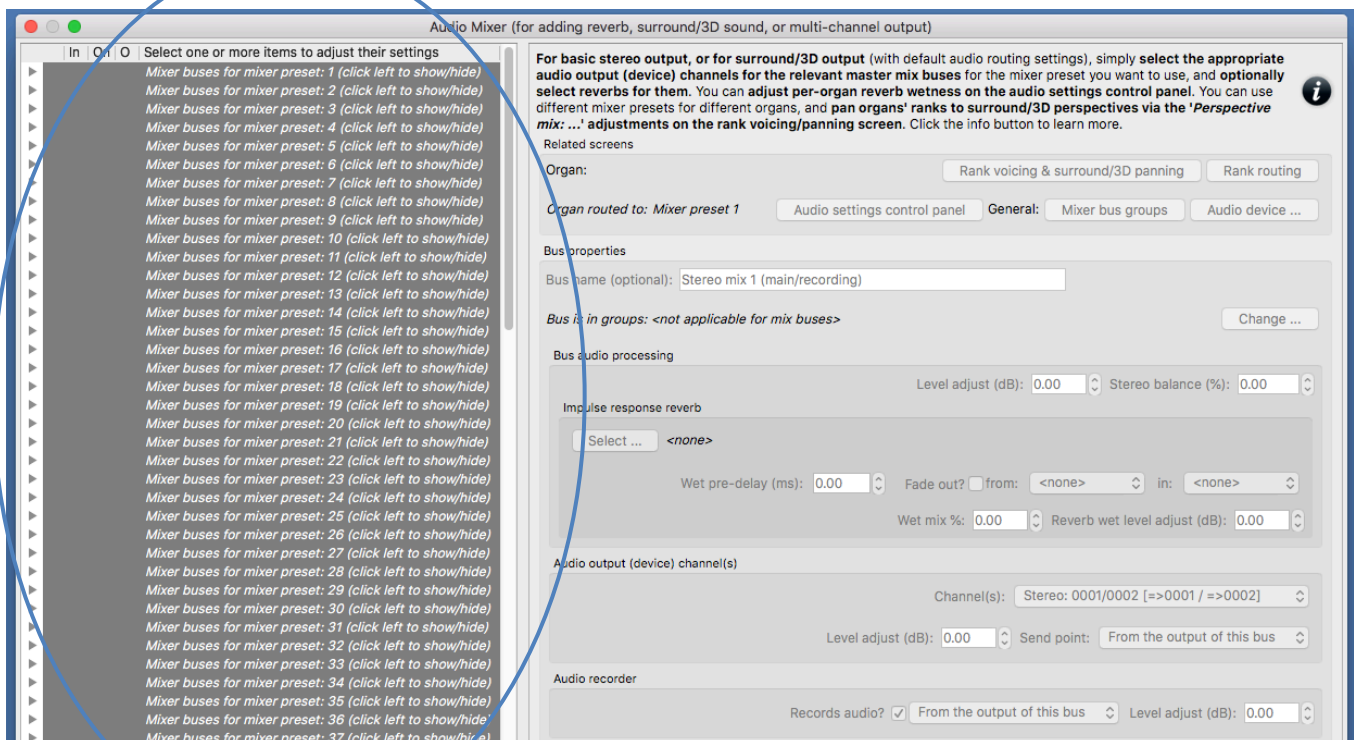 Audio Mixer (for adding reverb, surround/3D sound, or multi-channel output)
In On O Select one or more items to adjust their settings
Mixer buses for mixer preset: 1 (click left to show/hide)
Mixer buses for mixer preset: 2 (click left to show/hide)
Mixer buses for mixer preset: 3 (click left to show/hide)
Mixer buses for mixer preset: 4 (click left to show/hide)
Mixer buses for mixer preset: 5 (click left to show/hide)
Mixer buses for mixer preset: 6 (click left to show/hide)
Mixer buses for mixer preset: 7 (click left to show/hide)
Mixer buses for mixer preset: 8 (click left to show/hide)
Mixer buses for mixer preset: 9 (click left to show/hide)
Mixer buses for mixer preset: 10 (click left to show/hide)
Mixer buses for mixer preset: 11 (click left to show/hide)
Mixer buses for mixer preset: 12 (click left to show/hide)
Mixer buses for mixer preset: 13 (click left to show/hide)
Mixer buses for mixer preset: 14 (click left to show/hide)
Mixer buses for mixer preset: 15 (click left to show/hide)
Mixer buses for mixer preset: 16 (click left to show/hide)
Mixer buses for mixer preset: 17 (click left to show/hide)
Mixer buses for mixer preset: 18 (click left to show/hide)
Mixer buses for mixer preset: 19 (click left to show/hide)
Mixer buses for mixer preset: 20 (click left to show/hide)
Mixer buses for mixer preset: 21 (click left to show/hide)
Mixer buses for mixer preset: 22 (click left to show/hide)
Mixer buses for mixer preset: 23 (click left to show/hide)
Mixer buses for mixer preset: 24 (click left to show/hide)
Mixer buses for mixer preset: 25 (click left to show/hide)
Mixer buses for mixer preset: 26 (click left to show/hide)
Mixer buses for mixer preset: 27 (click left to show/hide)
Mixer buses for mixer preset: 28 (click left to show/hide)
Mixer buses for mixer preset: 29 (click left to show/hide)
Mixer buses for mixer preset: 30 (click left to show/hide)
Mixer buses for mixer preset: 31 (click left to show/hide)
Mixer buses for mixer preset: 32 (click left to show/hide)
Mixer buses for mixer preset: 33 (click left to show/hide)
Mixer buses for mixer preset: 34 (click left to show/hide)
Mixer buses for mixer preset: 35 (click left to show/hide)
Mixer buses for mixer preset: 36 (click left to show/hide)
Mixer buses for mixer preset: 37 (click left to show/hide)
For basic stereo output, or for surround/3D output (with default audio routing settings), simply select the appropriate
audio output (device) channels for the relevant master mix buses for the mixer preset you want to use, and optionally
select reverbs for them. You can adjust per-organ reverb wetness on the audio settings control panel. You can use
different mixer presets for different organs, and pan organs' ranks to surround/3D perspectives via the 'Perspective
mix: ...' adjustments on the rank voicing/panning screen. Click the info button to learn more.
i
Related screens
Organ: Rank voicing & surround/3D panning Rank routing
Organ routed to: Mixer preset 1 Audio settings control panel General: Mixer bus groups Audio device ...
Bus properties
Bus name (optional): Stereo mix 1 (main/recording)
Bus is in groups: <not applicable for mix buses> Change ...
Bus audio processing
Level adjust (dB): 0.00 Stereo balance (%): 0.00
Impulse response reverb
Select ... <none>
Wet pre-delay (ms): 0.00 Fade out? from: <none> in: <none>
Wet mix %: 0.00 Reverb wet level adjust (dB): 0.00
Audio output (device) channel(s)
Channel(s): Stereo: 0001/0002 [=>0001 / =>0002]
Level adjust (dB): 0.00 Send point: From the output of this bus
Audio recorder
Records audio? From the output of this bus Level adjust (dB): 0.00